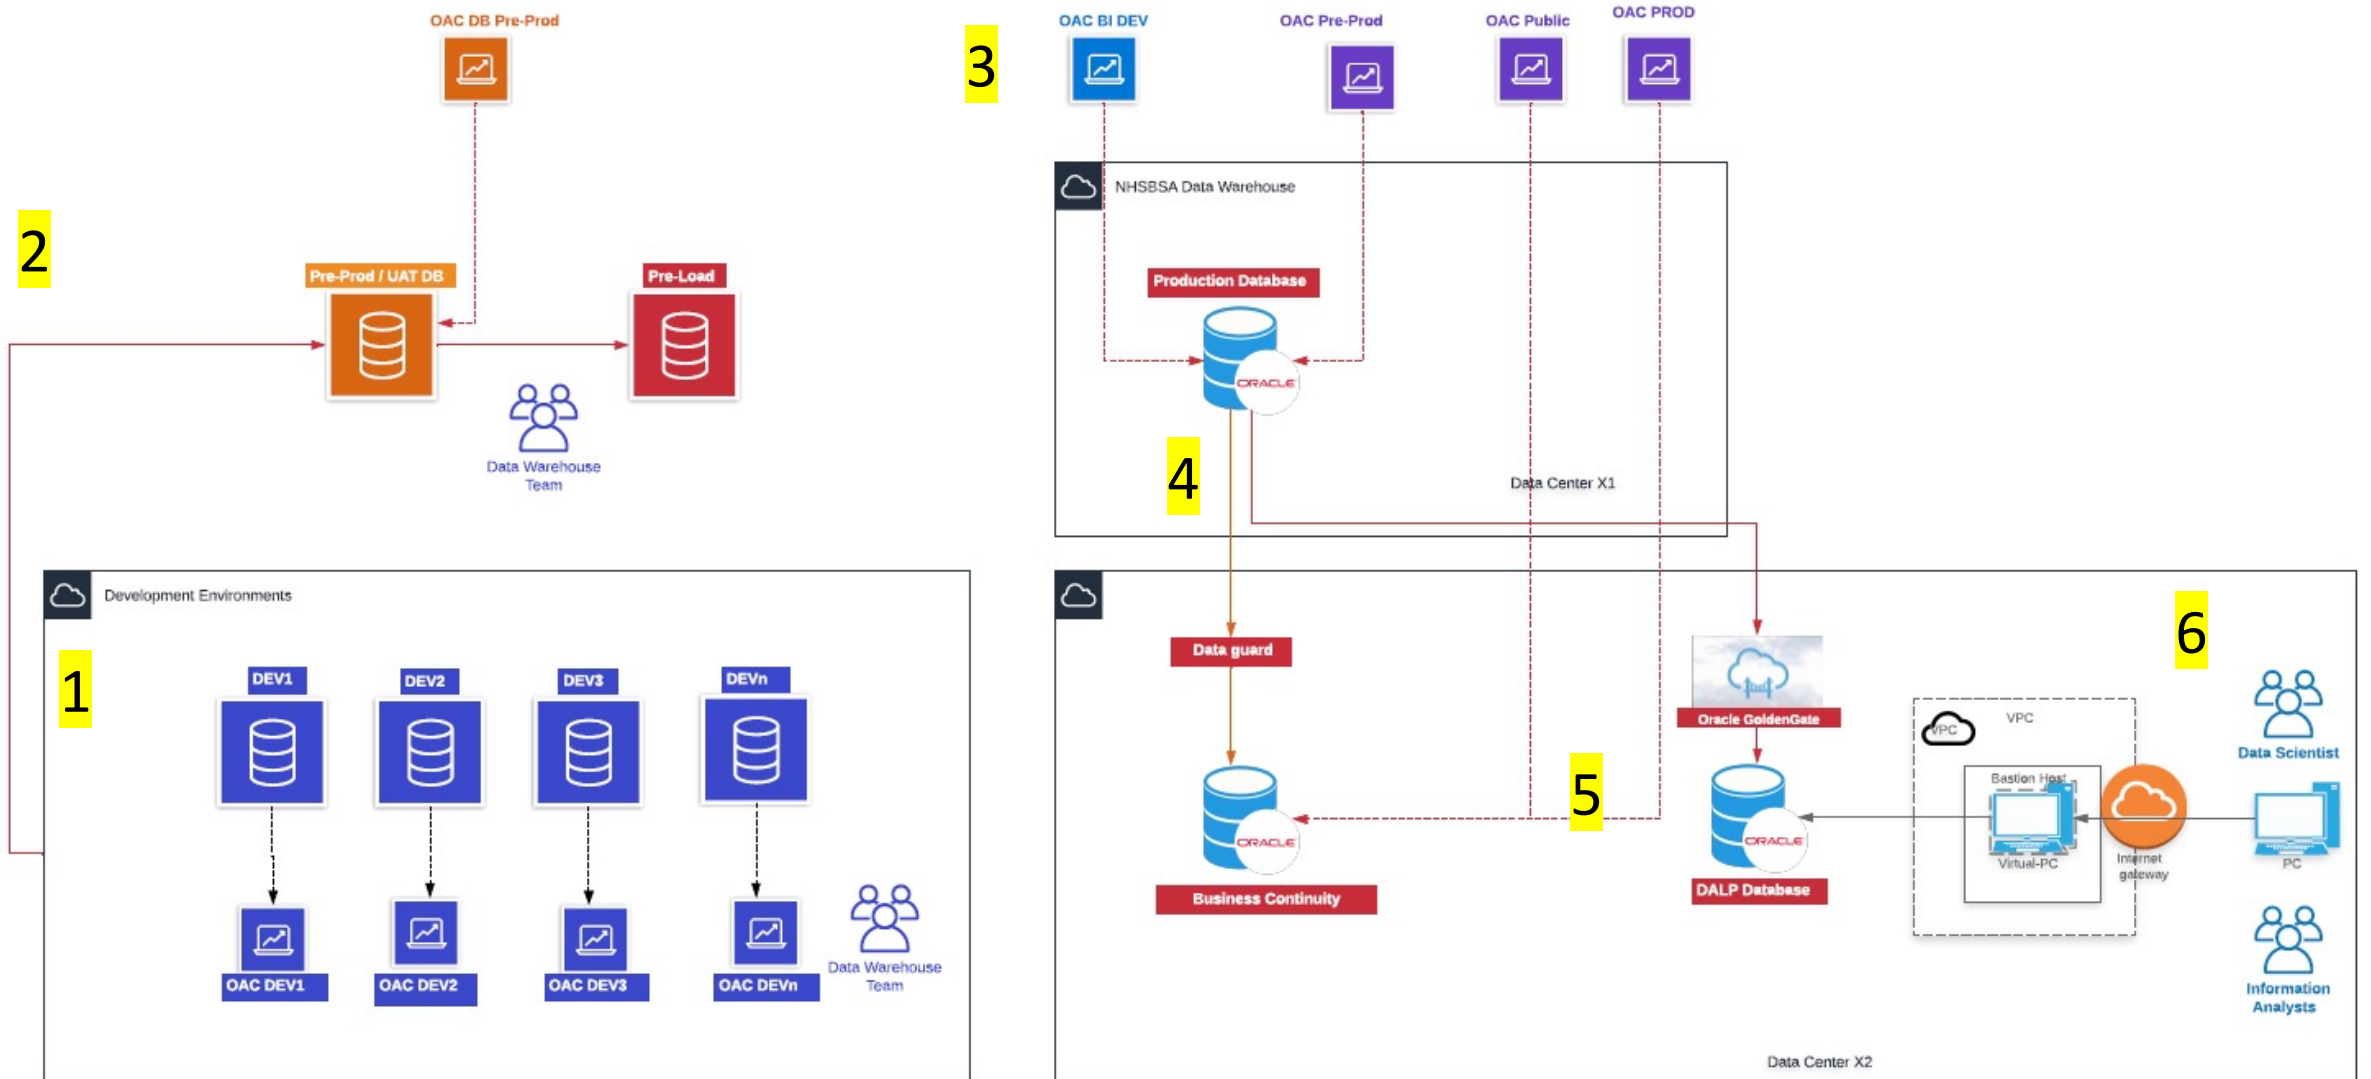 OAC DB Pre-Prod
3
OAC BI DEV
OAC Pre-Prod
OAC Public
OAC PROD
2
Pre-Prod / UAT DB
Pre-Load
Data Warehouse
Team
NHSBSA Data Warehouse
Production Database
ORACLE
4
Data Center X1
Development Environments
1
DEV1
DEV2
DEV3
DEVn
OAC DEV1
OAC DEV2
OAC DEV3
OAC DEVn
Data Warehouse
Team
Data guard
ORACLE
Business Continuity
5
Oracle GoldenGate
ORACLE
DALP Database
6
VPC
VPC
Bastion Host
Virtual-PC
Internet
gateway
Data Scientist
PC
Information
Analysts
Data Center X2